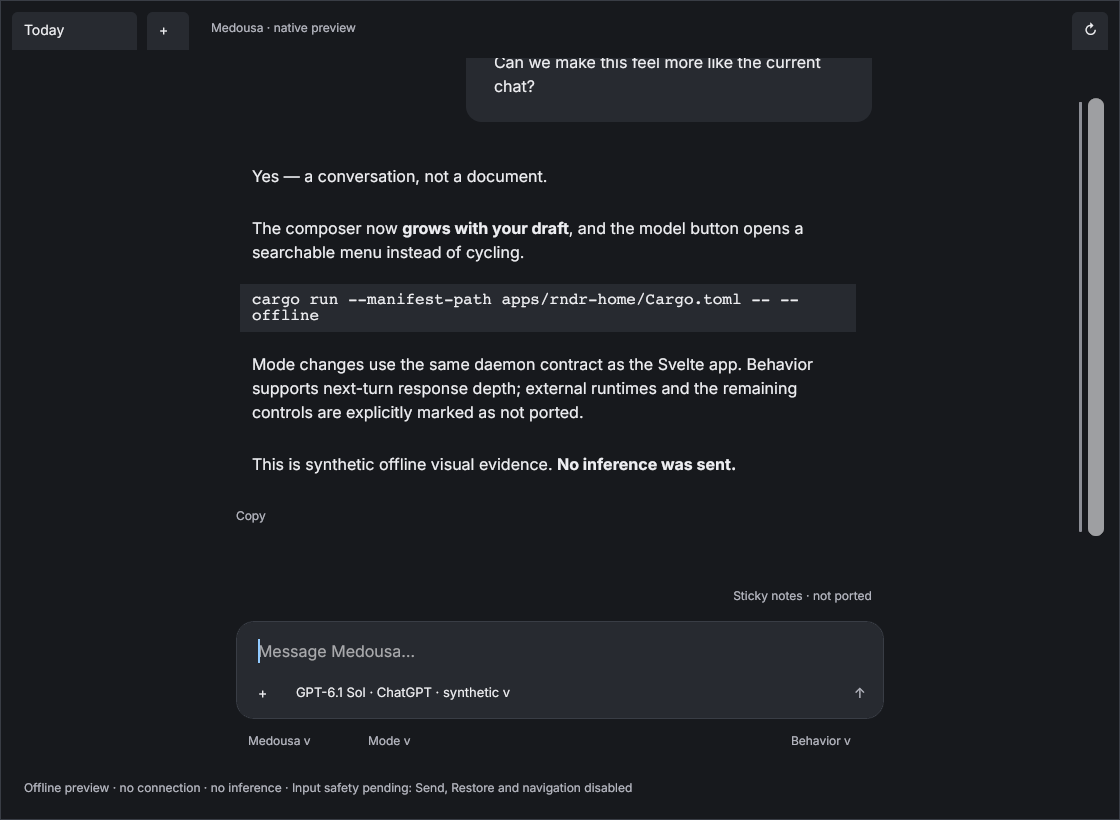 Today
+
Medousa · native preview
Can we make this feel more like the current
chat?
Yes — a conversation, not a document.
The composer now grows with your draft, and the model button opens a
searchable menu instead of cycling.
cargo run --manifest-path apps/rndr-home/Cargo.toml -- --
offline
Mode changes use the same daemon contract as the Svelte app. Behavior
supports next-turn response depth; external runtimes and the remaining
controls are explicitly marked as not ported.
This is synthetic offline visual evidence. No inference was sent.
Copy
Sticky notes · not ported
Message Medousa...
+ GPT-6.1 Sol · ChatGPT · synthetic v
Medousa v
Mode v
Behavior v
Offline preview · no connection · no inference · Input safety pending: Send, Restore and navigation disabled